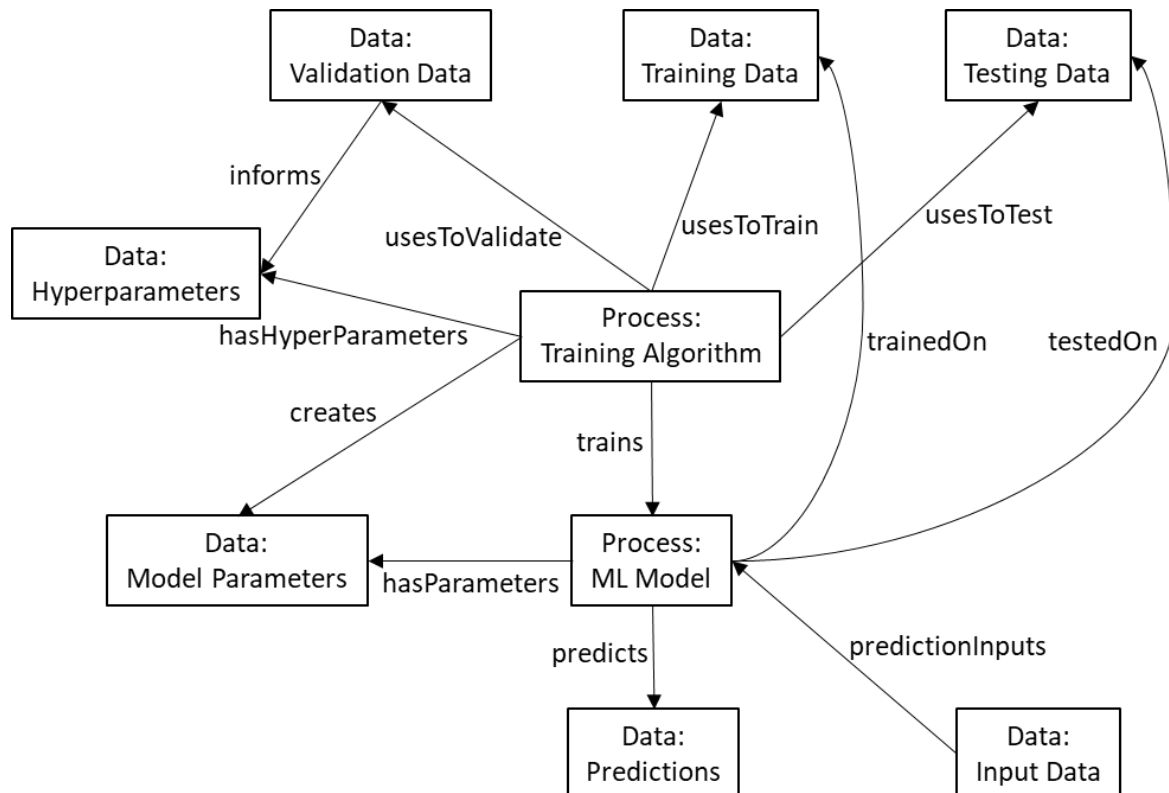 Data:
Validation Data
Data:
Training Data
Data:
Testing Data
informs
usesToValidate
usesToTrain
usesToTest
Data:
Hyperparameters
hasHyperParameters
Process:
Training Algorithm
trainedOn
testedOn
creates
trains
Data:
Model Parameters
hasParameters
Process:
ML Model
predicts
predictionInputs
Data:
Predictions
Data:
Input Data